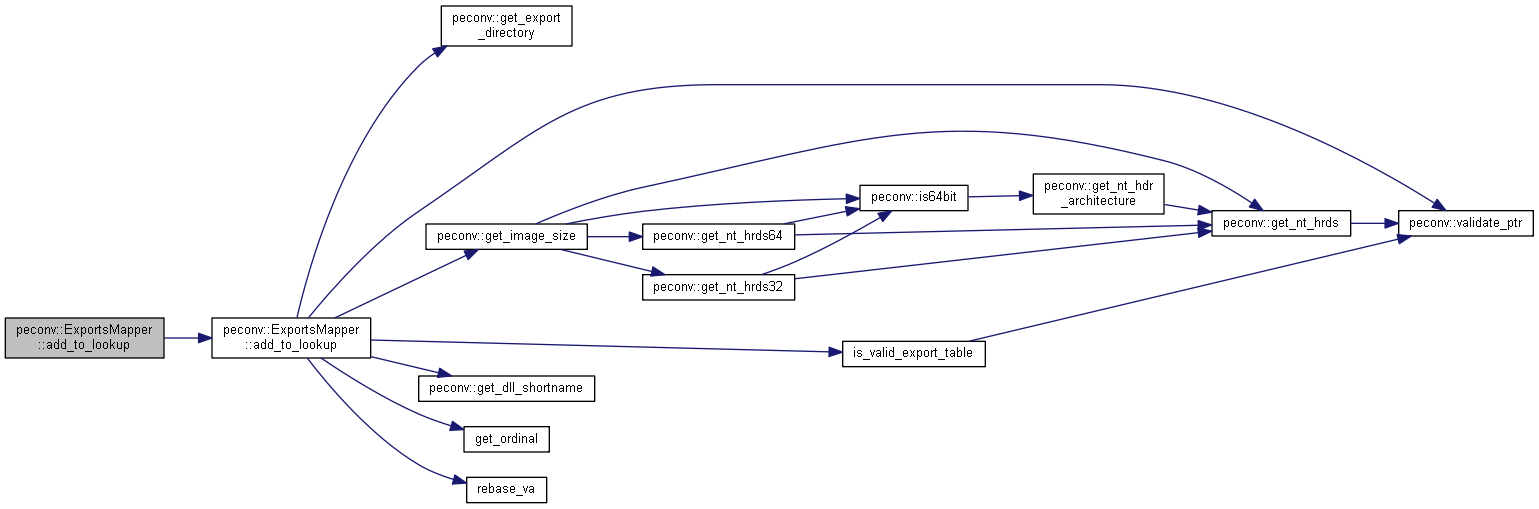 peconv::get_export
_directory
peconv::get_nt_hdr
_architecture
peconv::is64bit
peconv::get_nt_hrds
peconv::validate_ptr
peconv::get_image_size
peconv::get_nt_hrds64
peconv::get_nt_hrds32
peconv::ExportsMapper
::add_to_lookup
peconv::ExportsMapper
::add_to_lookup
is_valid_export_table
peconv::get_dll_shortname
get_ordinal
rebase_va